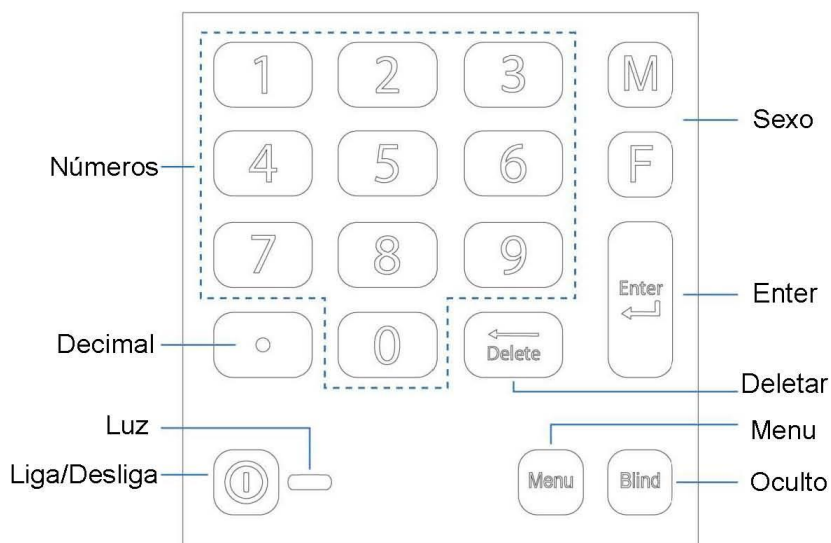 1 2 3 M
Sexo
Números
4 5 6 F
7 8 9
Enter
Enter
Decimal
. 0
Delete
Deletar
Luz
Menu
Liga/Desliga
Menu Blind
Oculto